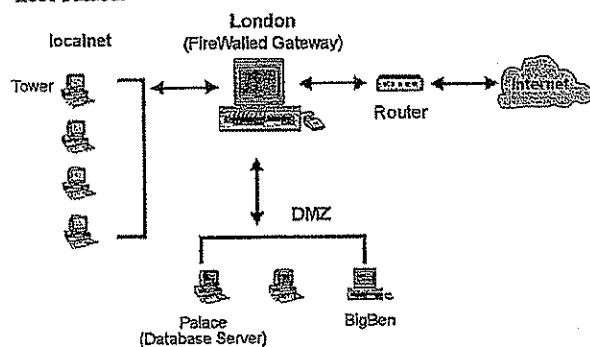 London
(FireWalled Gateway)
localnet
Tower
Internet
Router
DMZ
Palace
(Database Server)
BigBen